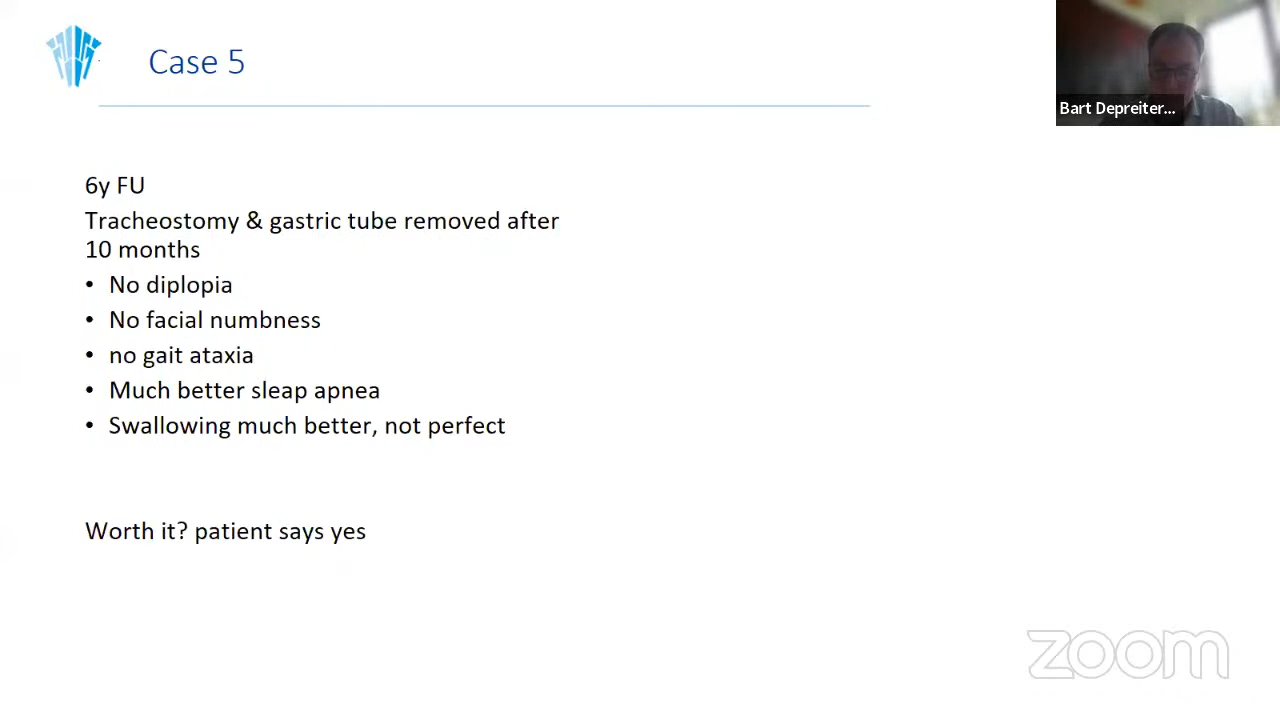 Case 5
Bart Depreiter...
6y FU
Tracheostomy & gastric tube removed after
10 months
• No diplopia
• No facial numbness
• no gait ataxia
• Much better sleap apnea
• Swallowing much better, not perfect
Worth it? patient says yes
zoom